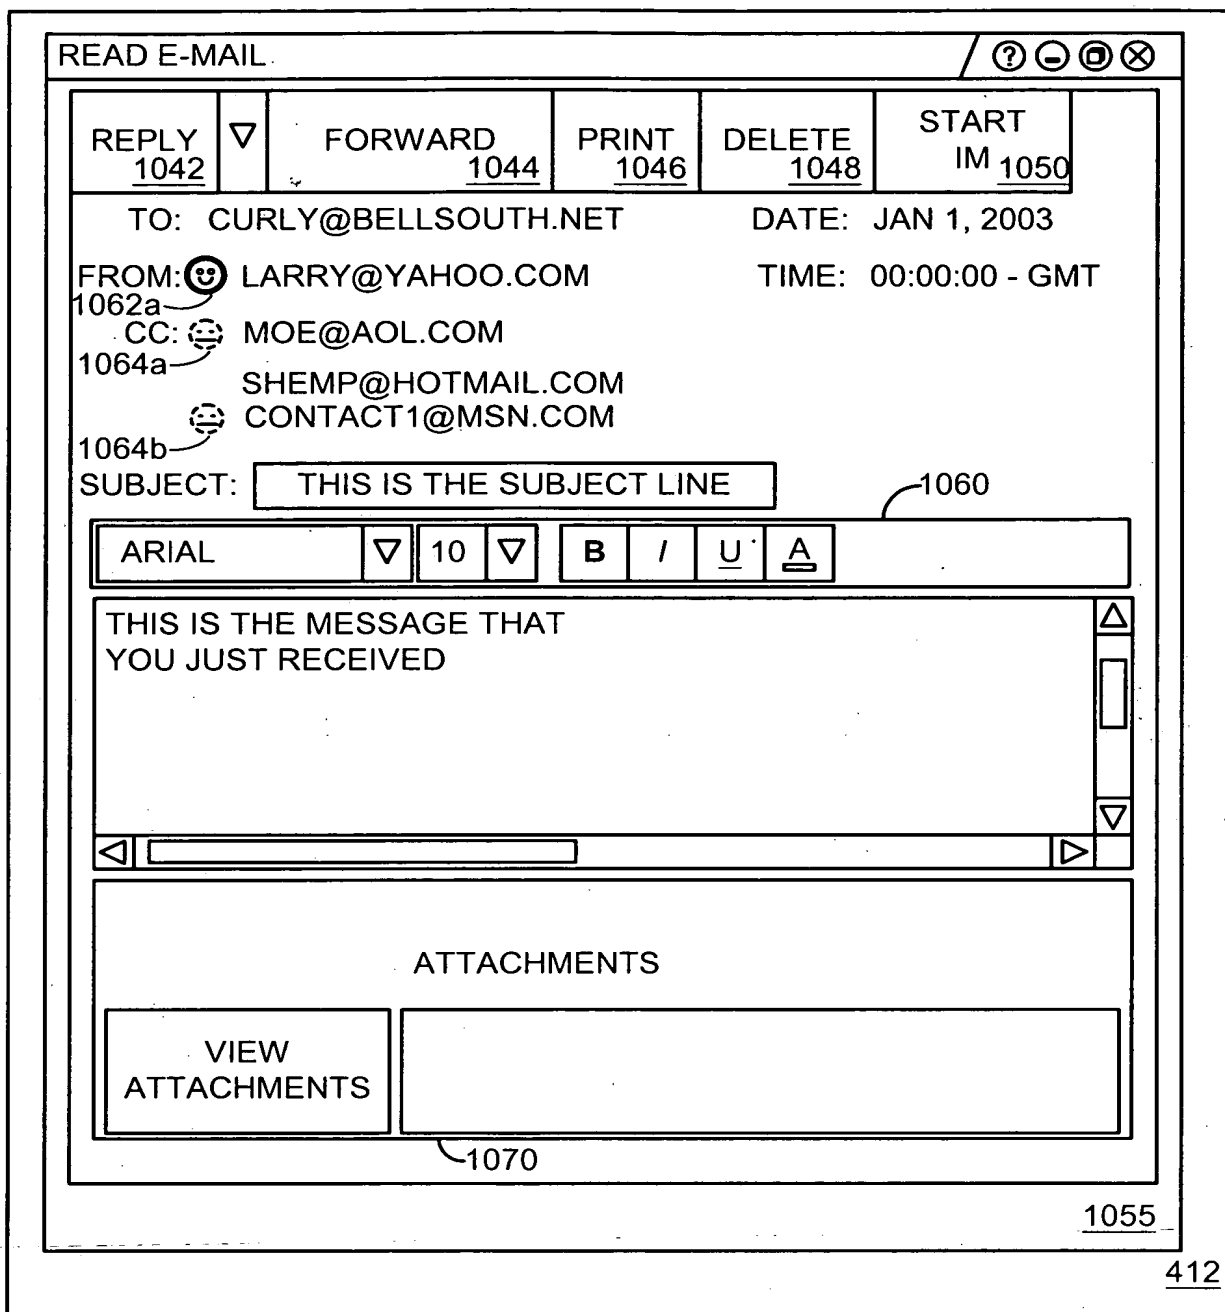 READ E-MAIL ?
REPLY FORWARD PRINT DELETE START
1042 1044 1046 1048 IM 1050
TO: CURLY@BELLSOUTH.NET DATE: JAN 1, 2003
FROM: LARRY@YAHOO.COM TIME: 00:00:00 - GMT
1062a
CC: MOE@AOL.COM
1064a
SHEMP@HOTMAIL.COM
CONTACT1@MSN.COM
1064b
SUBJECT: THIS IS THE SUBJECT LINE 1060
ARIAL 10 B I U A
THIS IS THE MESSAGE THAT
YOU JUST RECEIVED
ATTACHMENTS
VIEW
ATTACHMENTS
1070
1055
412